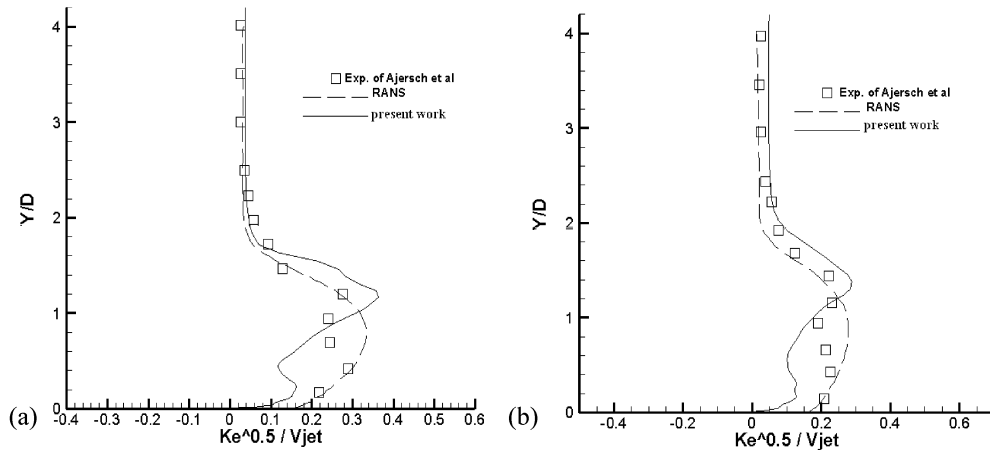 4
3
2
1
0
Y/D
Exp. of Ajersch et al
RANS
present work
-0.4 -0.3 -0.2 -0.1 0 0.1 0.2 0.3 0.4 0.5 0.6
Ke^0.5 / Vjet
(a)
4
3
2
1
0
Y/D
Exp. of Ajersch et al
RANS
present work
-0.4 -0.2 0 0.2 0.4 0.6
Ke^0.5 / Vjet
(b)